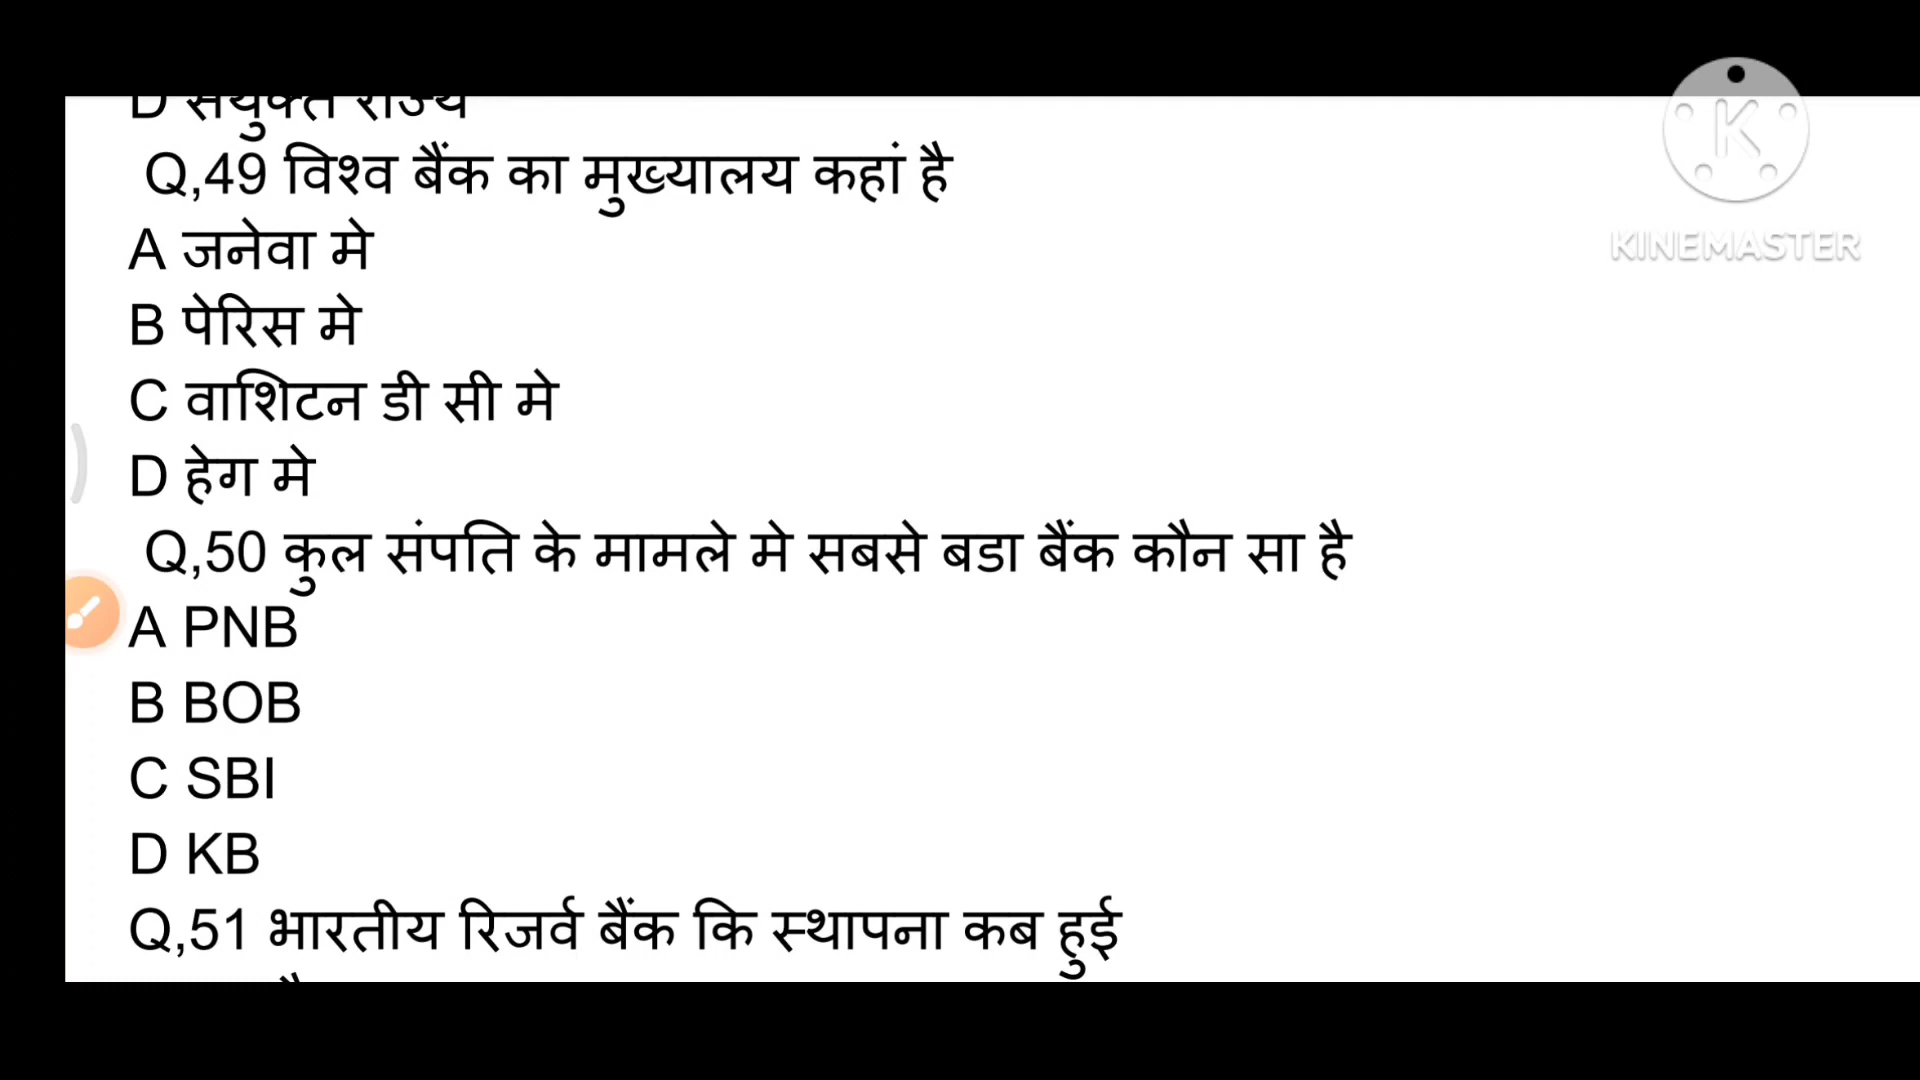 D संयुक्त राज्य
Q,49 विश्व बैंक का मुख्यालय कहां है
A जनेवा मे
B पेरिस मे
C वाशिटन डी सी मे
D हेग मे
Q,50 कुल संपति के मामले मे सबसे बडा बैंक कौन सा है
A PNB
B BOB
C SBI
D KB
Q,51 भारतीय रिजर्व बैंक कि स्थापना कब हुई
K
KINEMASTER